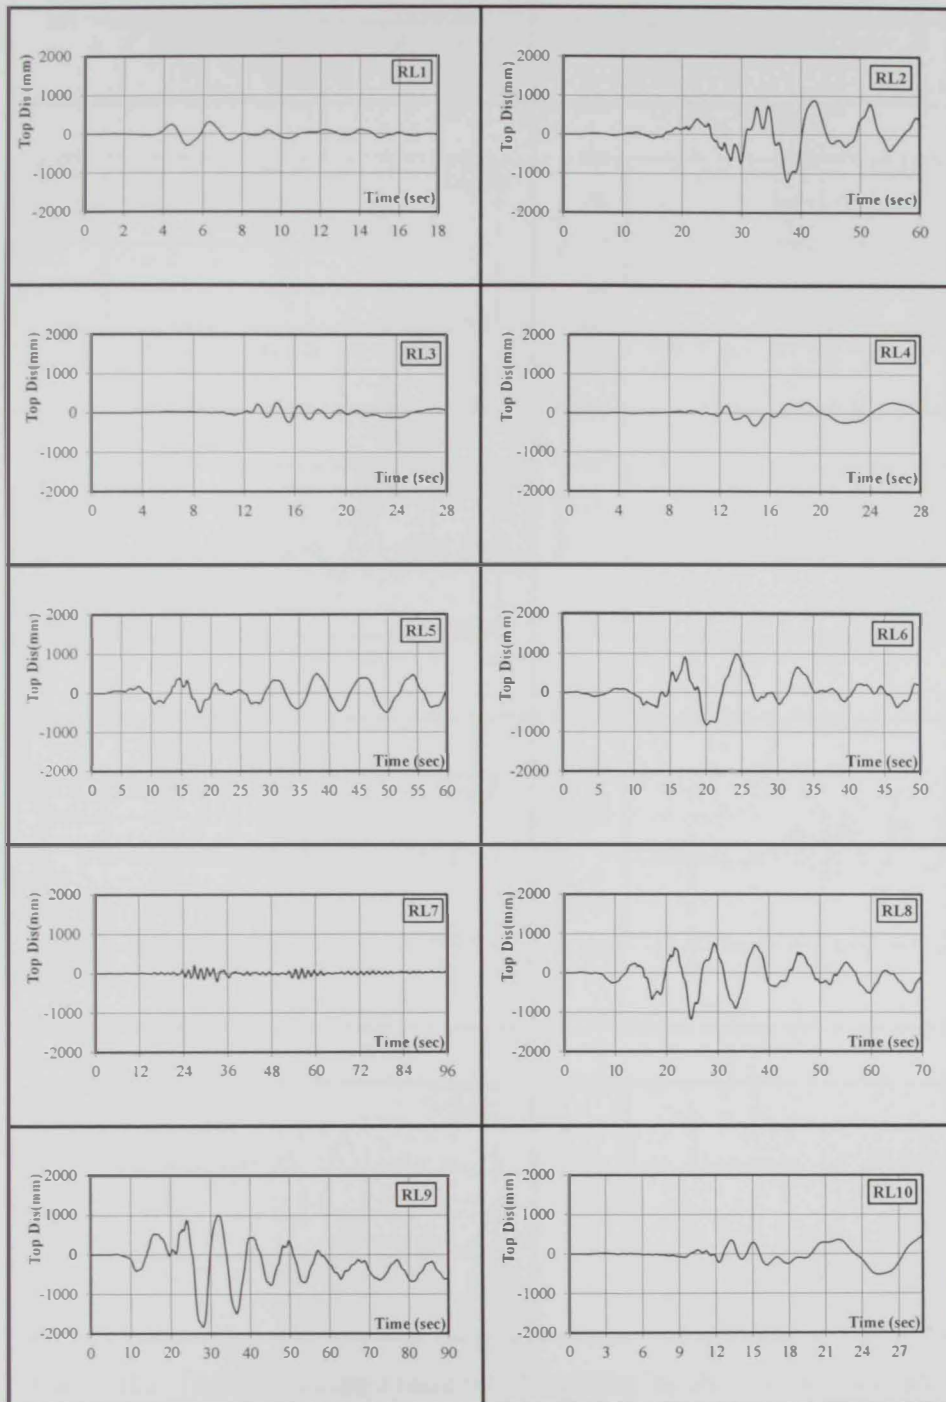 2000
1000
0
-1000
-2000
Top Dis (mm)
RL1
Time (sec)
0 2 4 6 8 10 12 14 16 18
2000
1000
0
-1000
-2000
Top Dis(mm)
RL2
Time (sec)
0 10 20 30 40 50 60
2000
1000
0
-1000
-2000
Top Dis(mm)
RL3
Time (sec)
0 4 8 12 16 20 24 28
2000
1000
0
-1000
-2000
Top Dis(mm)
RL4
Time (sec)
0 4 8 12 16 20 24 28
2000
1000
0
-1000
-2000
Top Dis(mm)
RL5
Time (sec)
0 5 10 15 20 25 30 35 40 45 50 55 60
2000
1000
0
-1000
-2000
Top Dis(mm)
RL6
Time (sec)
0 5 10 15 20 25 30 35 40 45 50
2000
1000
0
-1000
-2000
Top Dis(mm)
RL7
Time (sec)
0 12 24 36 48 60 72 84 96
2000
1000
0
-1000
-2000
Top Dis(mm)
RL8
Time (sec)
0 10 20 30 40 50 60 70
2000
1000
0
-1000
-2000
Top Dis(mm)
RL9
Time (sec)
0 10 20 30 40 50 60 70 80 90
2000
1000
0
-1000
-2000
Top Dis(mm)
RL10
Time (sec)
0 3 6 9 12 15 18 21 24 27